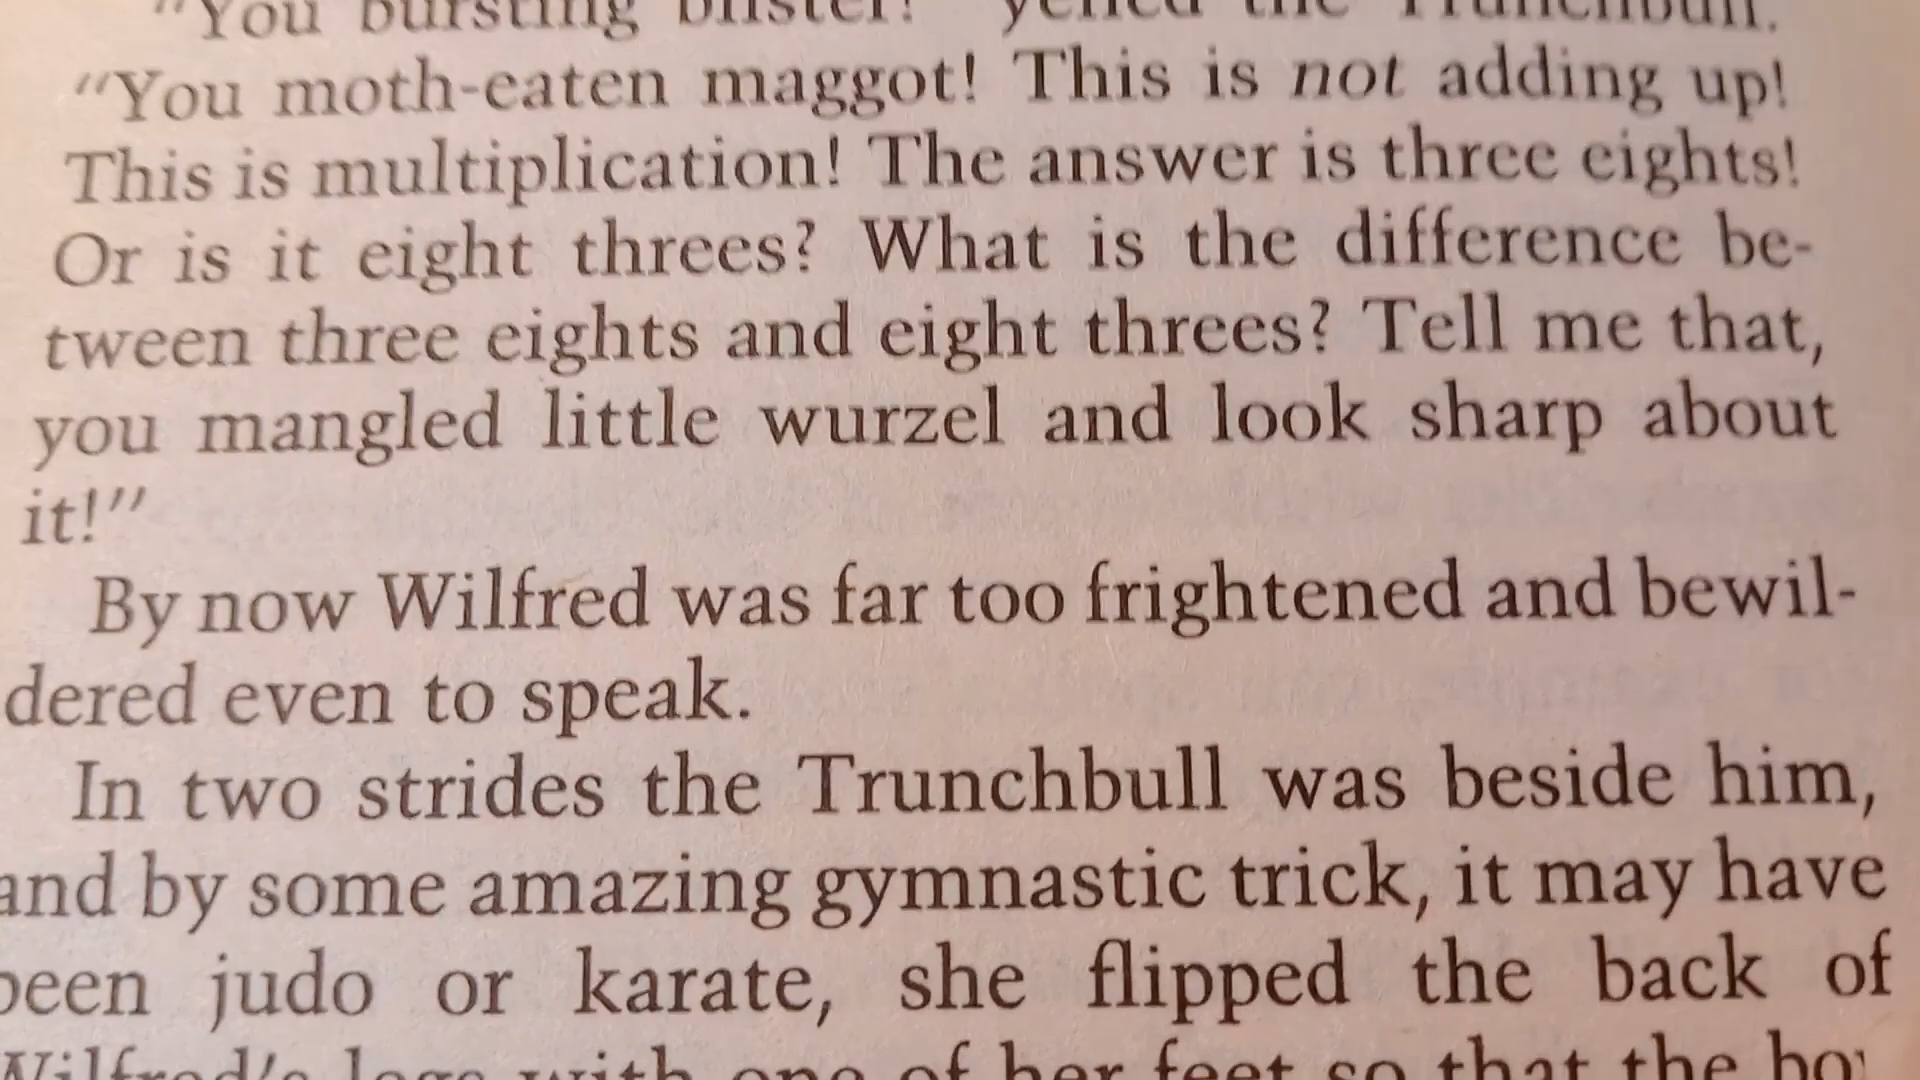 "You bursting blister!" yelled the Trunchbull.
"You moth-eaten maggot! This is not adding up!
This is multiplication! The answer is three eights!
Or is it eight threes? What is the difference be-
tween three eights and eight threes? Tell me that,
you mangled little wurzel and look sharp about
it!"
By now Wilfred was far too frightened and bewil-
dered even to speak.
In two strides the Trunchbull was beside him,
and by some amazing gymnastic trick, it may have
been judo or karate, she flipped the back of
Wilfred's legs with one of her feet so that the